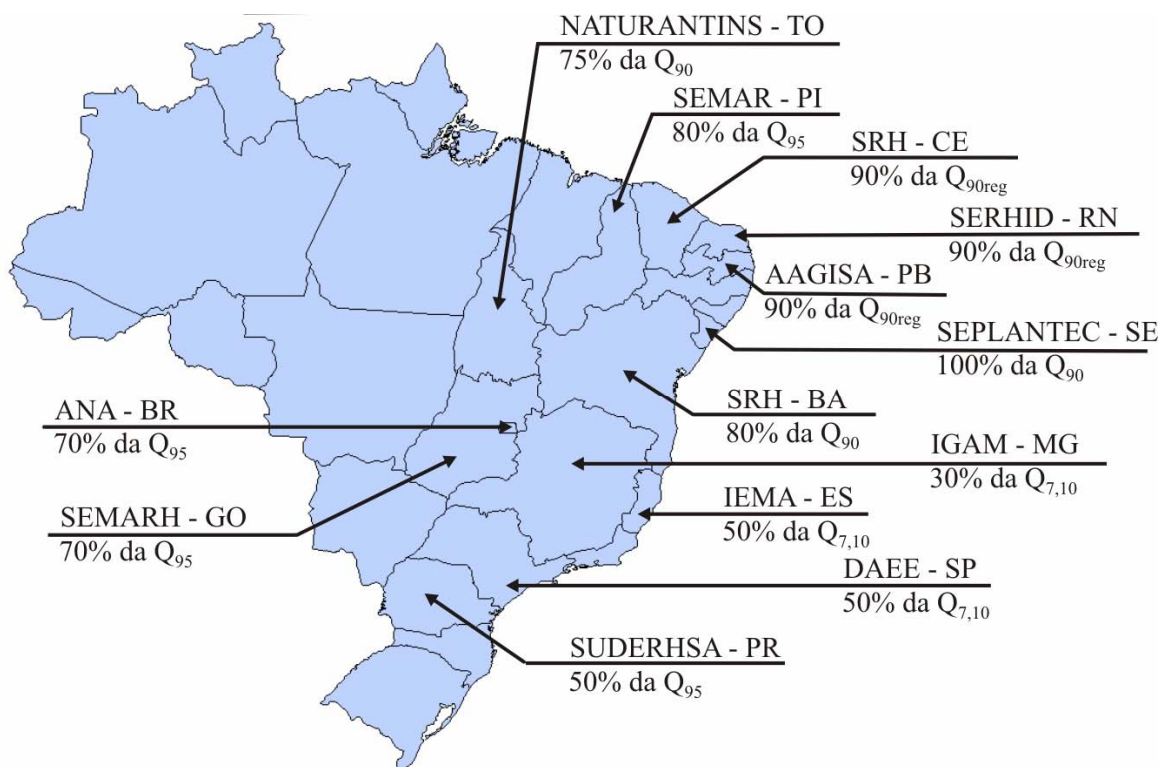 NATURANTINS - TO
75% da Q90
SEMAR - PI
80% da Q95
SRH - CE
90% da Q90reg
SERHID - RN
90% da Q90reg
AAGISA - PB
90% da Q90reg
SEPLANTEC - SE
100% da Q90
SRH - BA
80% da Q90
ANA - BR
70% da Q95
IGAM - MG
30% da Q7,10
SEMARH - GO
70% da Q95
IEMA - ES
50% da Q7,10
DAEE - SP
50% da Q7,10
SUDERHSA - PR
50% da Q95